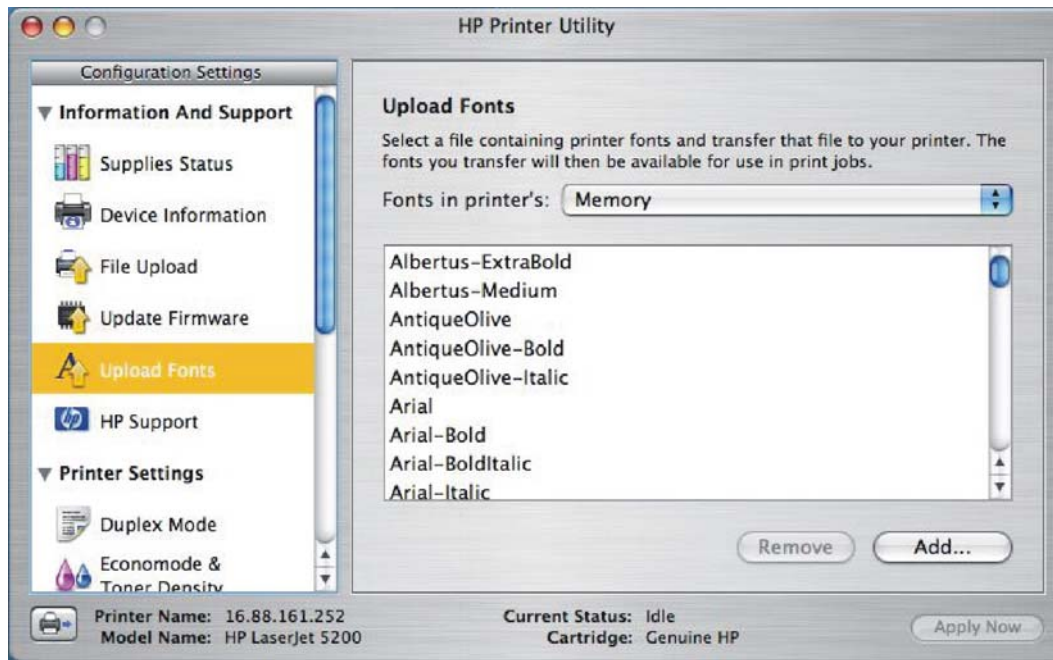 HP Printer Utility
Configuration Settings
Information And Support
Supplies Status
Device Information
File Upload
Update Firmware
Upload Fonts
HP Support
Printer Settings
Duplex Mode
Economode &
Toner Density
Upload Fonts
Select a file containing printer fonts and transfer that file to your printer. The
fonts you transfer will then be available for use in print jobs.
Fonts in printer's: Memory
Albertus-ExtraBold
Albertus-Medium
AntiqueOlive
AntiqueOlive-Bold
AntiqueOlive-Italic
Arial
Arial-Bold
Arial-BoldItalic
Arial-Italic
Remove
Add...
Printer Name: 16.88.161.252
Model Name: HP LaserJet 5200
Current Status: Idle
Cartridge: Genuine HP
Apply Now